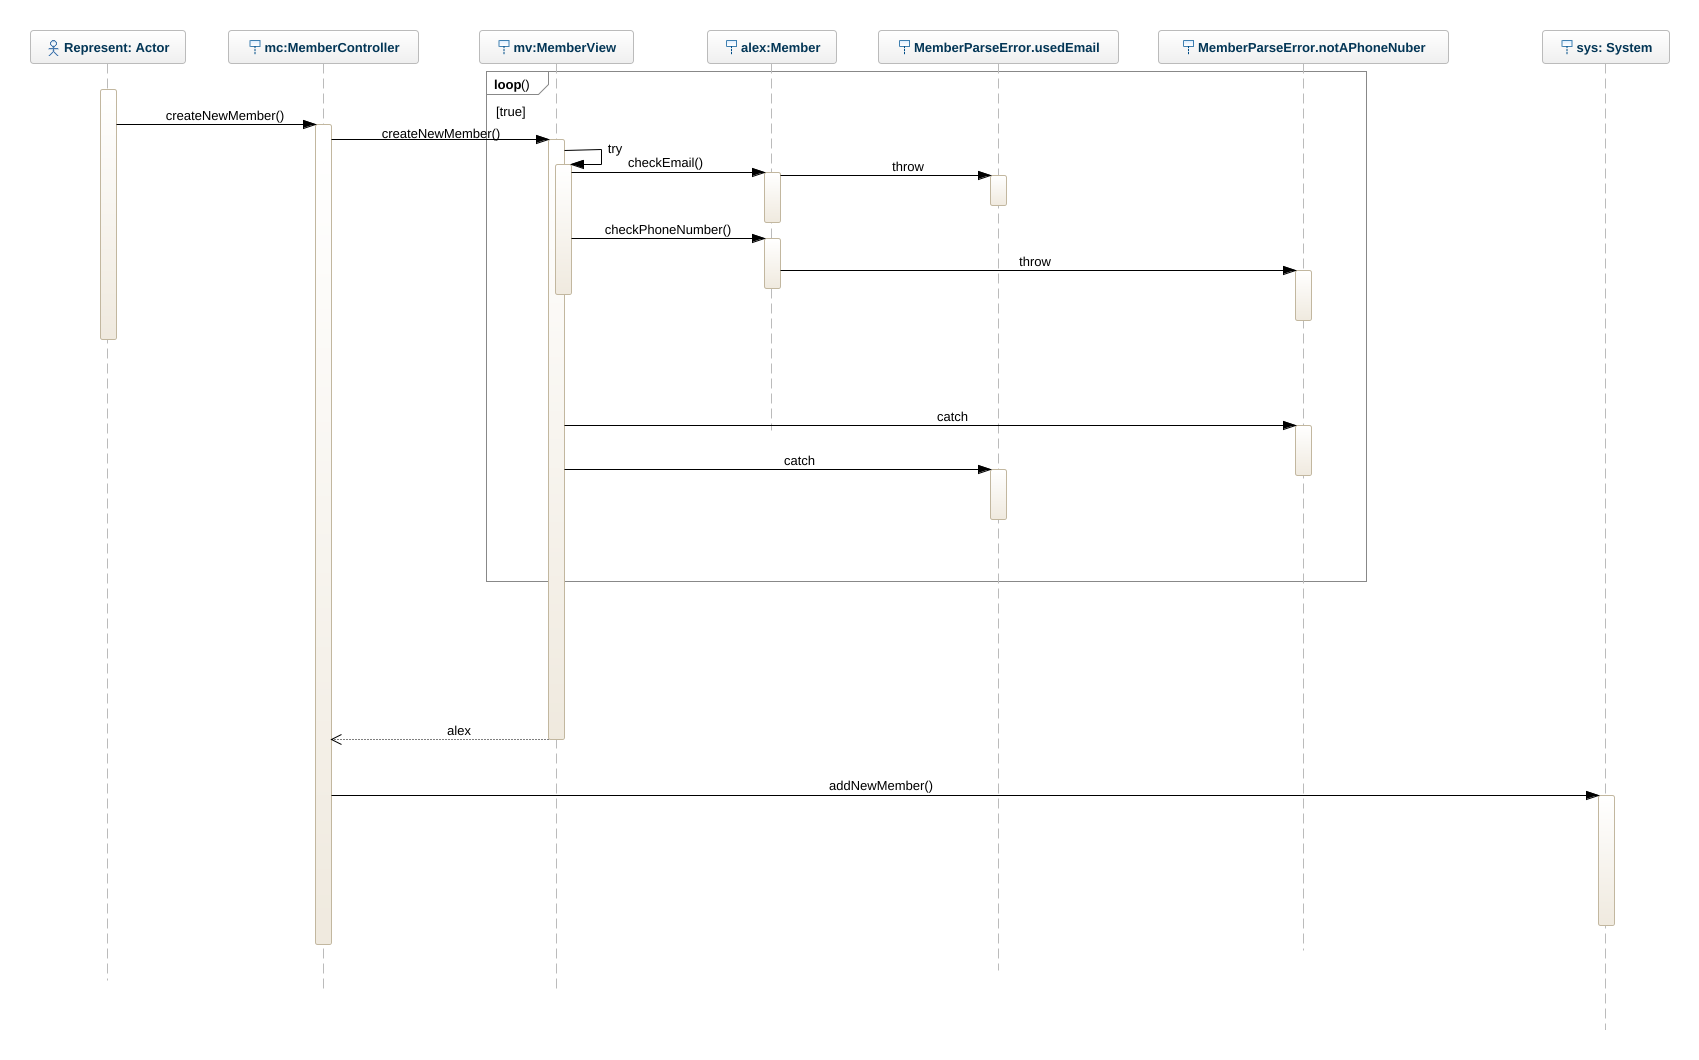 Represent: Actor
mc:MemberController
mv:MemberView
alex:Member
MemberParseError.usedEmail
MemberParseError.notAPhoneNuber
sys: System
loop()
[true]
createNewMember()
createNewMember()
try
checkEmail()
throw
checkPhoneNumber()
throw
catch
catch
alex
addNewMember()